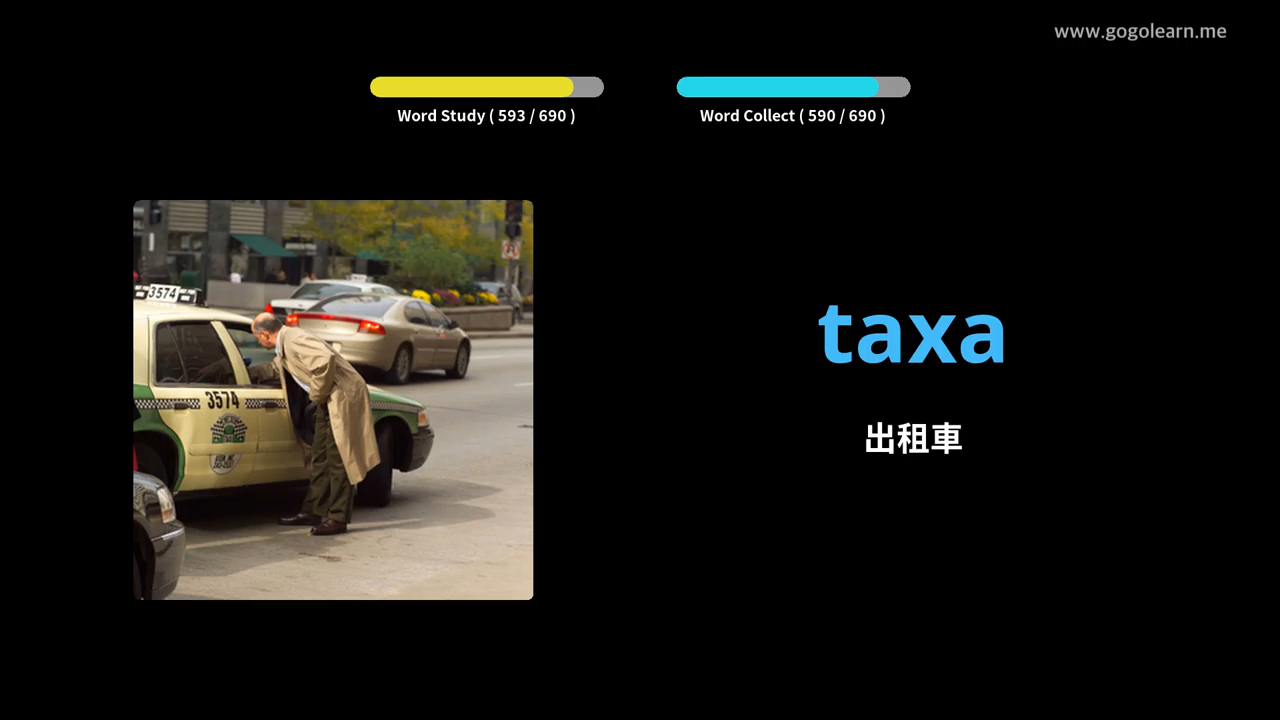 www.gogolearn.me
Word Study ( 593 / 690 )
Word Collect ( 590 / 690 )
3574
3574
taxa
出租車